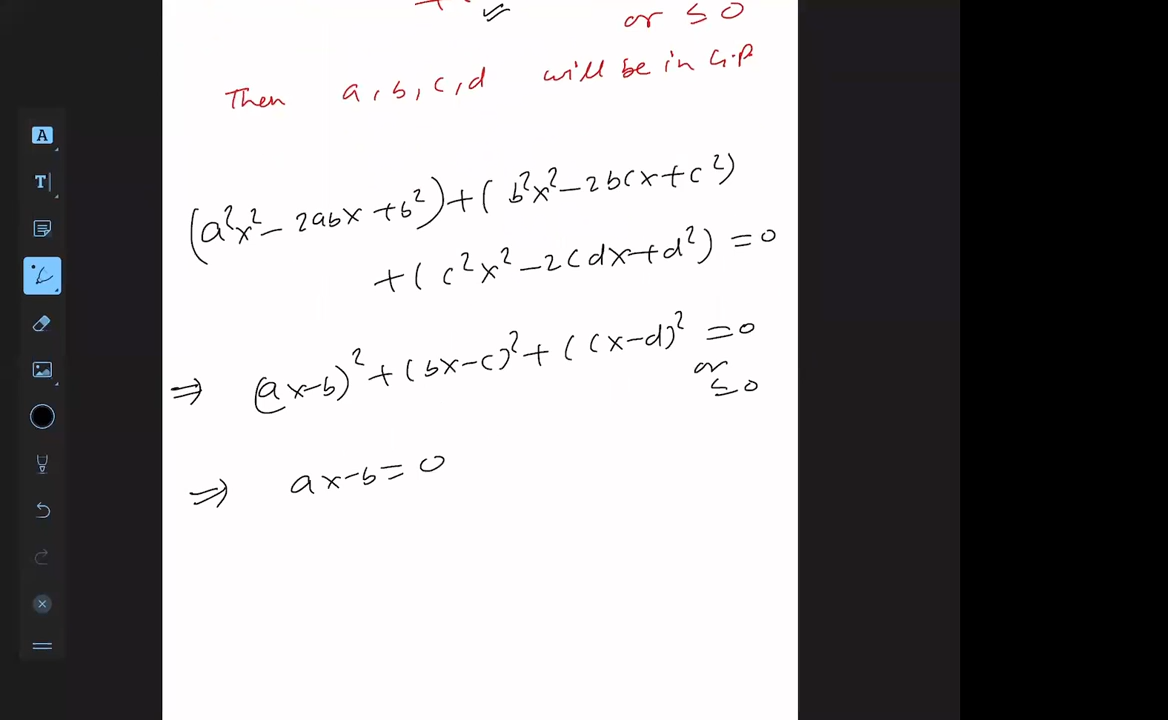 or ≤ 0
Then a, b, c, d will be in G.P
(a²x² - 2abx + b²) + (b²x² - 2bcx + c²)
+ (c²x² - 2cdx + d²) = 0
⇒ (ax-b)² + (bx-c)² + (cx-d)² = 0
or
≤ 0
⇒ ax-b = 0
A
T